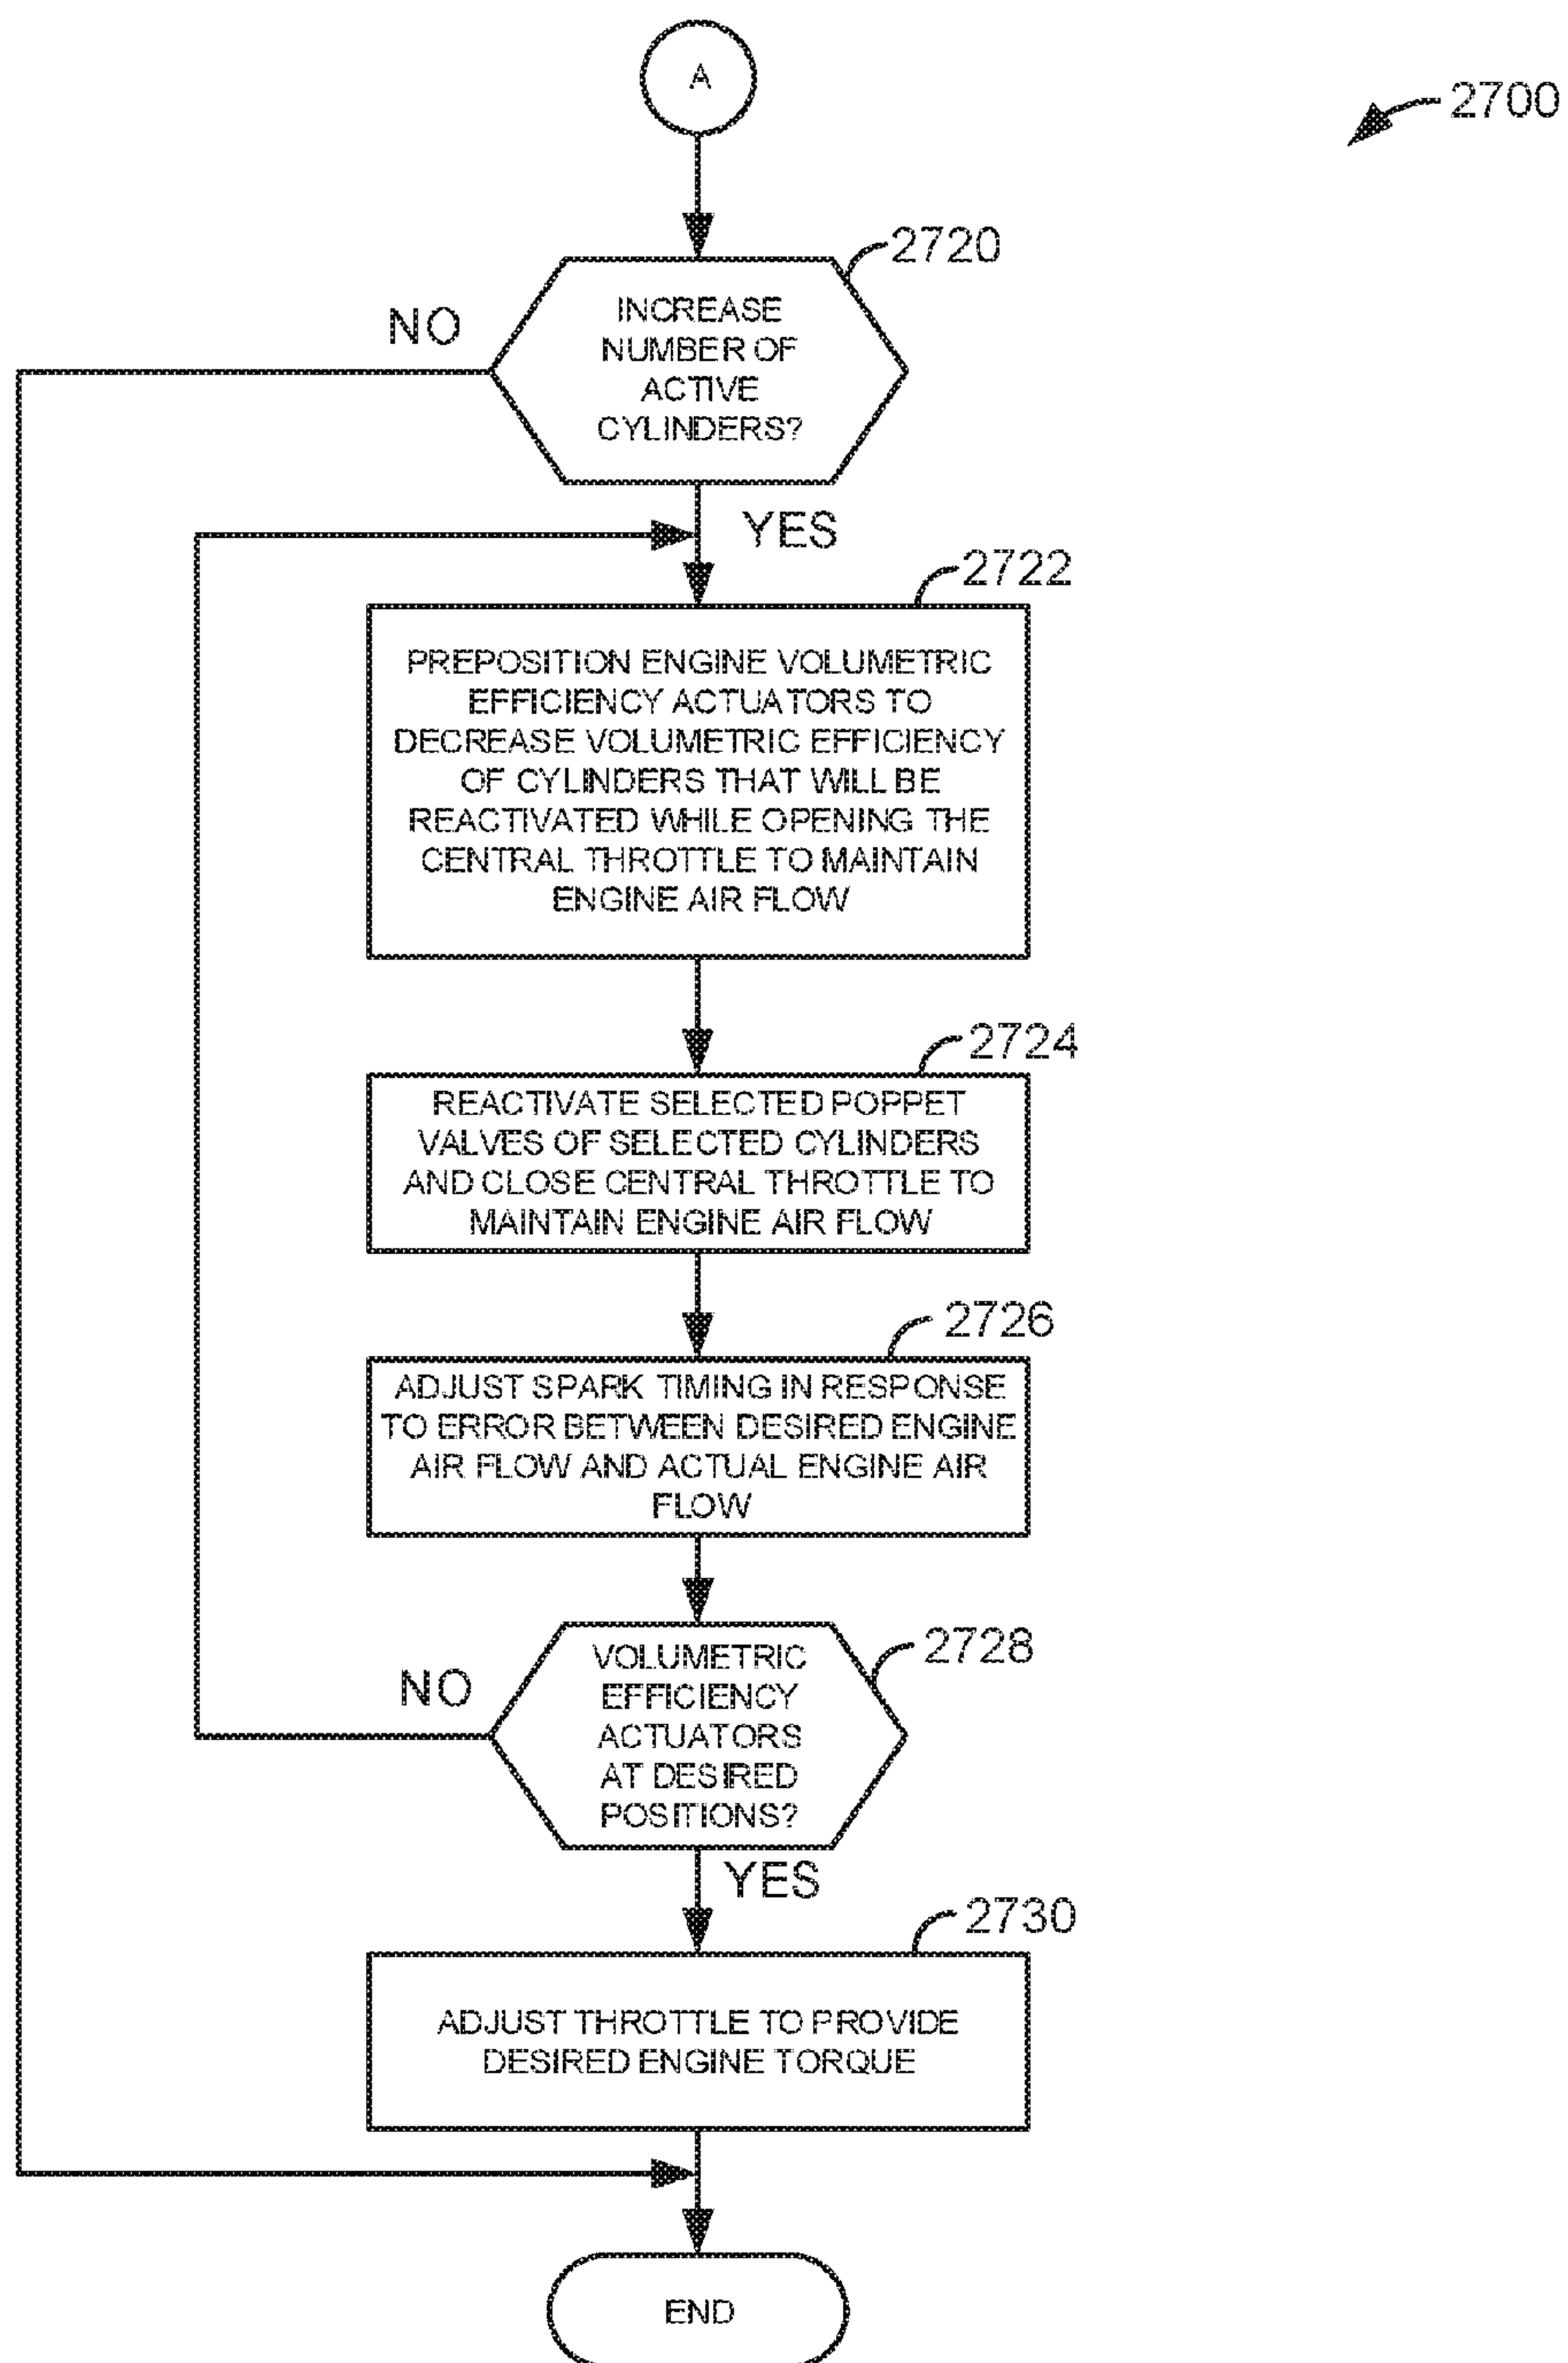 A
2700
2720
NO
INCREASE
NUMBER OF
ACTIVE
CYLINDERS?
YES
2722
PREPOSITION ENGINE VOLUMETRIC
EFFICIENCY ACTUATORS TO
DECREASE VOLUMETRIC EFFICIENCY
OF CYLINDERS THAT WILL BE
REACTIVATED WHILE OPENING THE
CENTRAL THROTTLE TO MAINTAIN
ENGINE AIR FLOW
2724
REACTIVATE SELECTED POPPET
VALVES OF SELECTED CYLINDERS
AND CLOSE CENTRAL THROTTLE TO
MAINTAIN ENGINE AIR FLOW
2726
ADJUST SPARK TIMING IN RESPONSE
TO ERROR BETWEEN DESIRED ENGINE
AIR FLOW AND ACTUAL ENGINE AIR
FLOW
2728
NO
VOLUMETRIC
EFFICIENCY
ACTUATORS
AT DESIRED
POSITIONS?
YES
2730
ADJUST THROTTLE TO PROVIDE
DESIRED ENGINE TORQUE
END